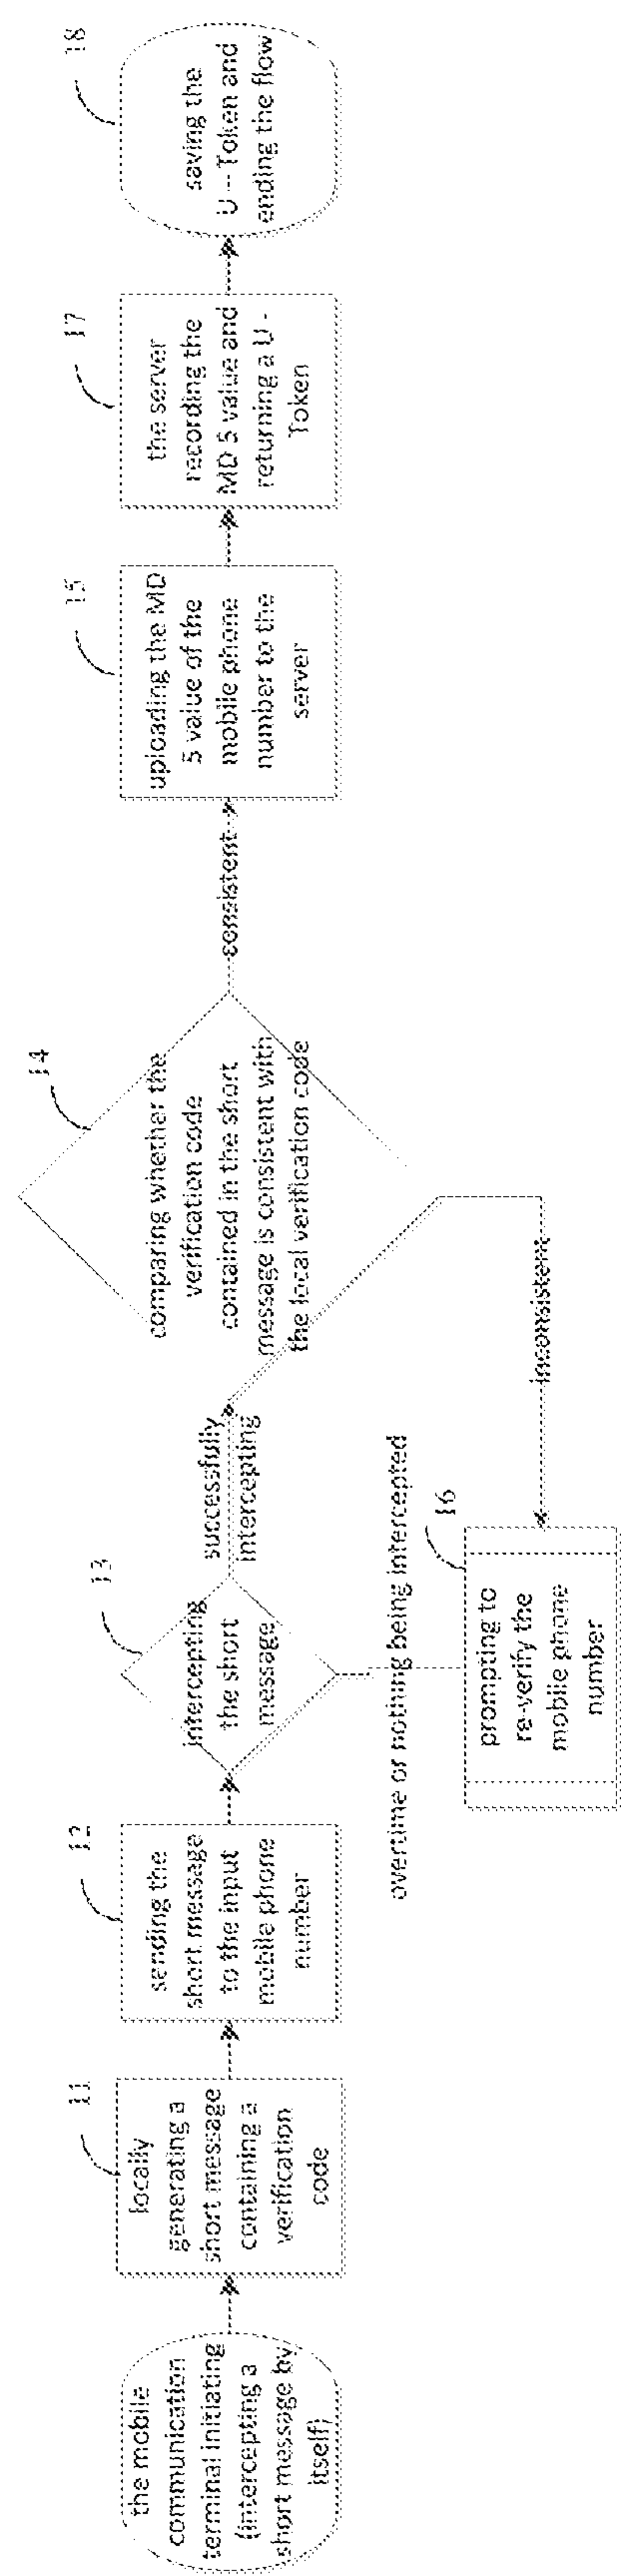 the mobile
communication
terminal initiating
(intercepting a
short message by
itself)
11
locally
generating a
short message
containing a
verification
code
12
sending the
short message
to the input
mobile phone
number
13
intercepting
the short
message
successfully
intercepting
overtime or nothing being intercepted
14
comparing whether the
verification code
contained in the short
message is consistent with
the local verification code
consistent
inconsistent
15
uploading the MD
5 value of the
mobile phone
number to the
server
16
prompting to
re-verify the
mobile phone
number
17
the server
recording the
MD 5 value and
returning a U -
Token
18
saving the
U -- Token and
ending the flow